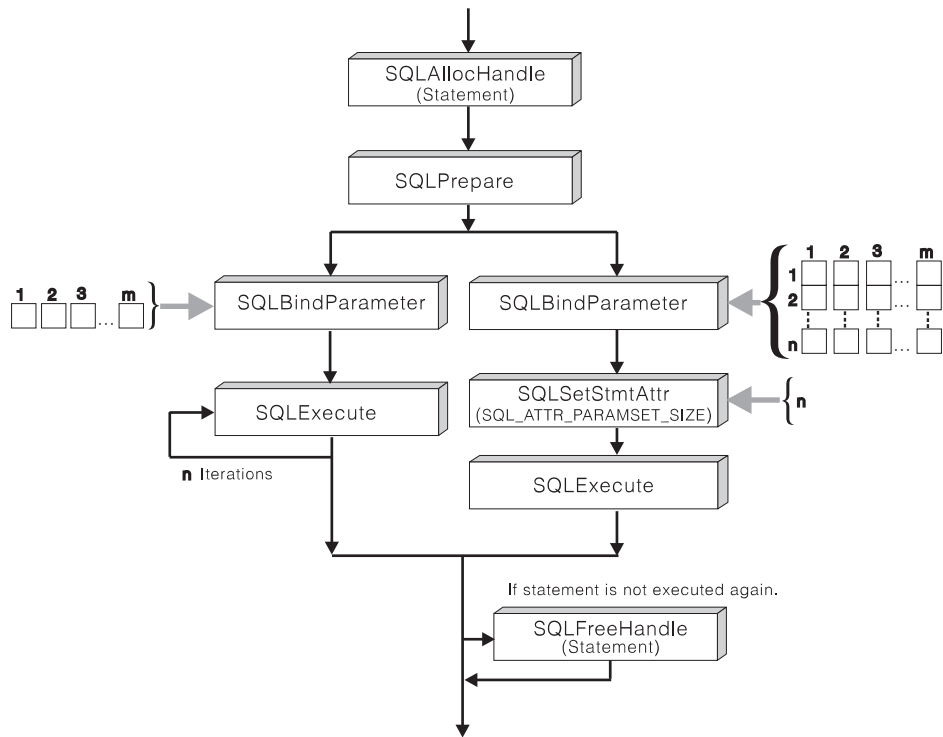 SQLAllocHandle
(Statement)
SQLPrepare
1 2 3 m
...
SQLBindParameter
SQLBindParameter
1 2 3 m
1
...
2
...
n
...
SQLExecute
n Iterations
SQLSetStmtAttr
(SQL_ATTR_PARAMSET_SIZE)
n
SQLExecute
If statement is not executed again.
SQLFreeHandle
(Statement)